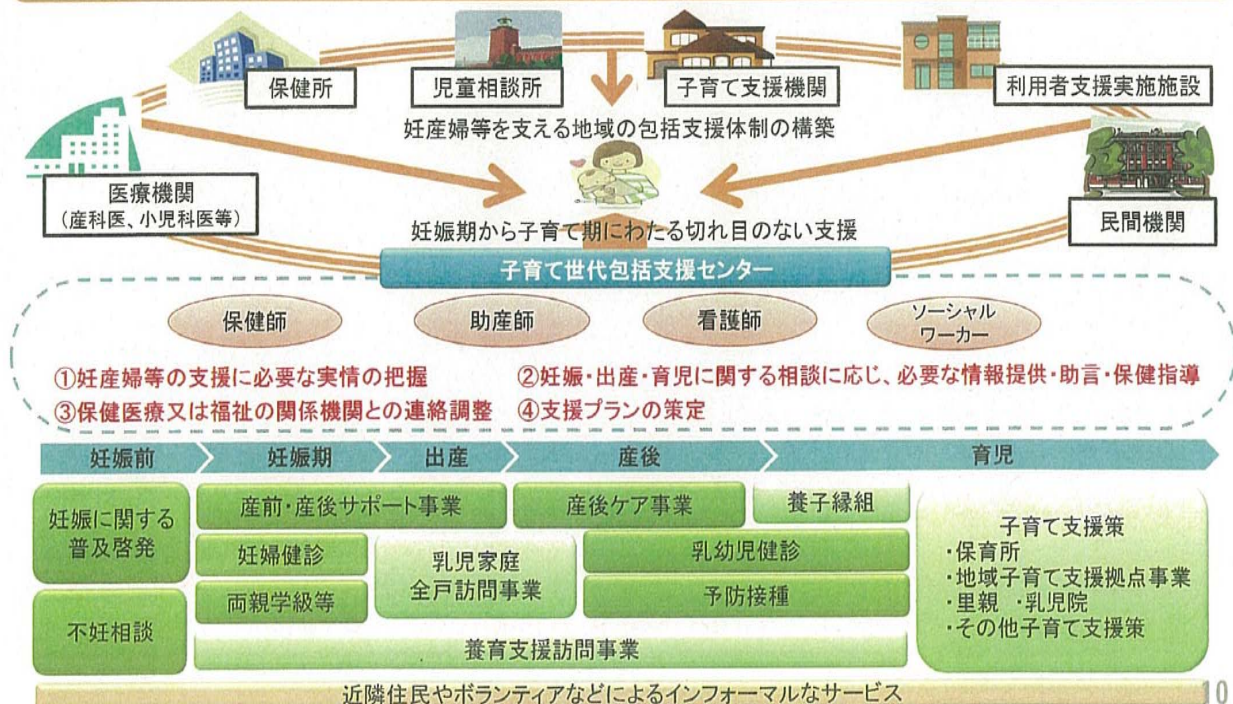 保健所
児童相談所
子育て支援機関
利用者支援実施施設
妊産婦等を支える地域の包括支援体制の構築
医療機関
(産科医、小児科医等)
民間機関
妊娠期から子育て期にわたる切れ目のない支援
子育て世代包括支援センター
保健師
助産師
看護師
ソーシャル
ワーカー
①妊産婦等の支援に必要な実情の把握
②妊娠・出産・育児に関する相談に応じ、必要な情報提供・助言・保健指導
③保健医療又は福祉の関係機関との連絡調整
④支援プランの策定
妊娠前
妊娠期
出産
産後
育児
妊娠に関する
普及啓発
不妊相談
産前・産後サポート事業
産後ケア事業
養子縁組
妊婦健診
乳児家庭
全戸訪問事業
乳幼児健診
両親学級等
予防接種
養育支援訪問事業
子育て支援策
・保育所
・地域子育て支援拠点事業
・里親 ・乳児院
・その他子育て支援策
近隣住民やボランティアなどによるインフォーマルなサービス
10